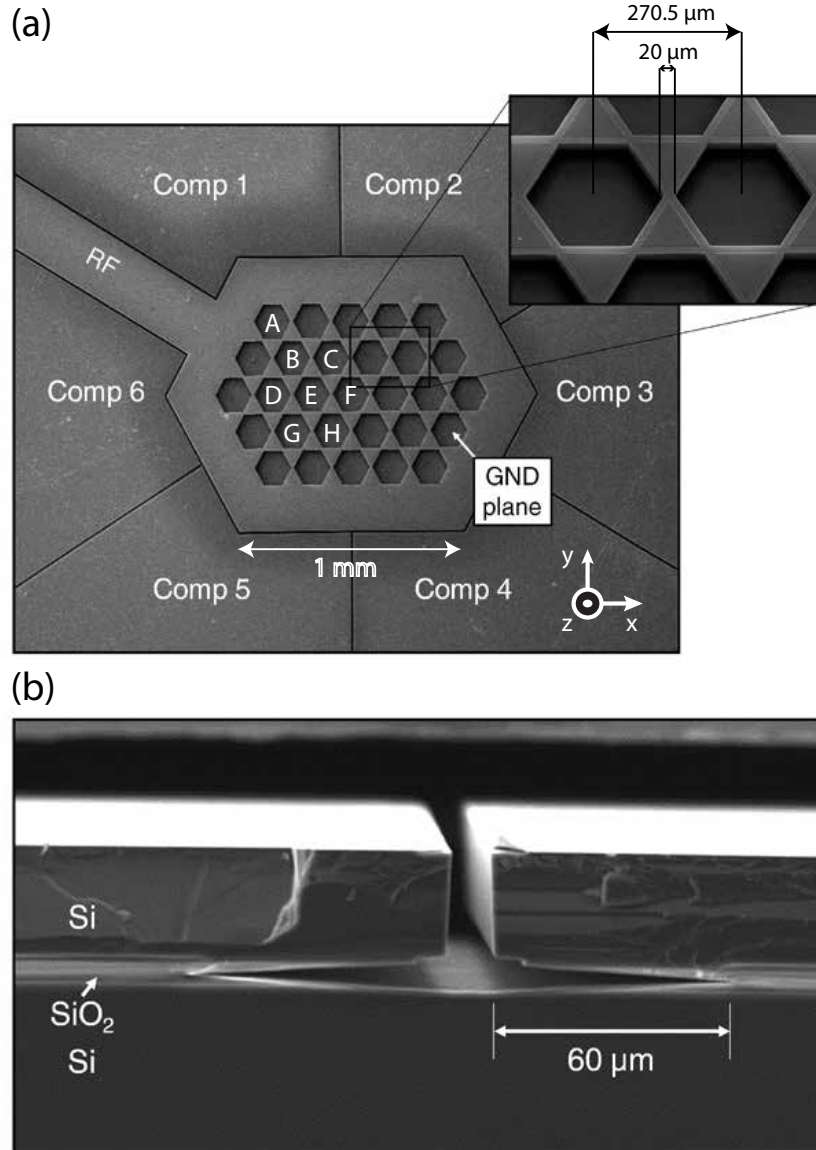 (a)
270.5 µm
20 µm
Comp 1
Comp 2
RF
A
B C
Comp 6
D E F
Comp 3
G H
GND
plane
1 mm
Comp 5
Comp 4
y
z
x
(b)
Si
SiO₂
Si
60 µm